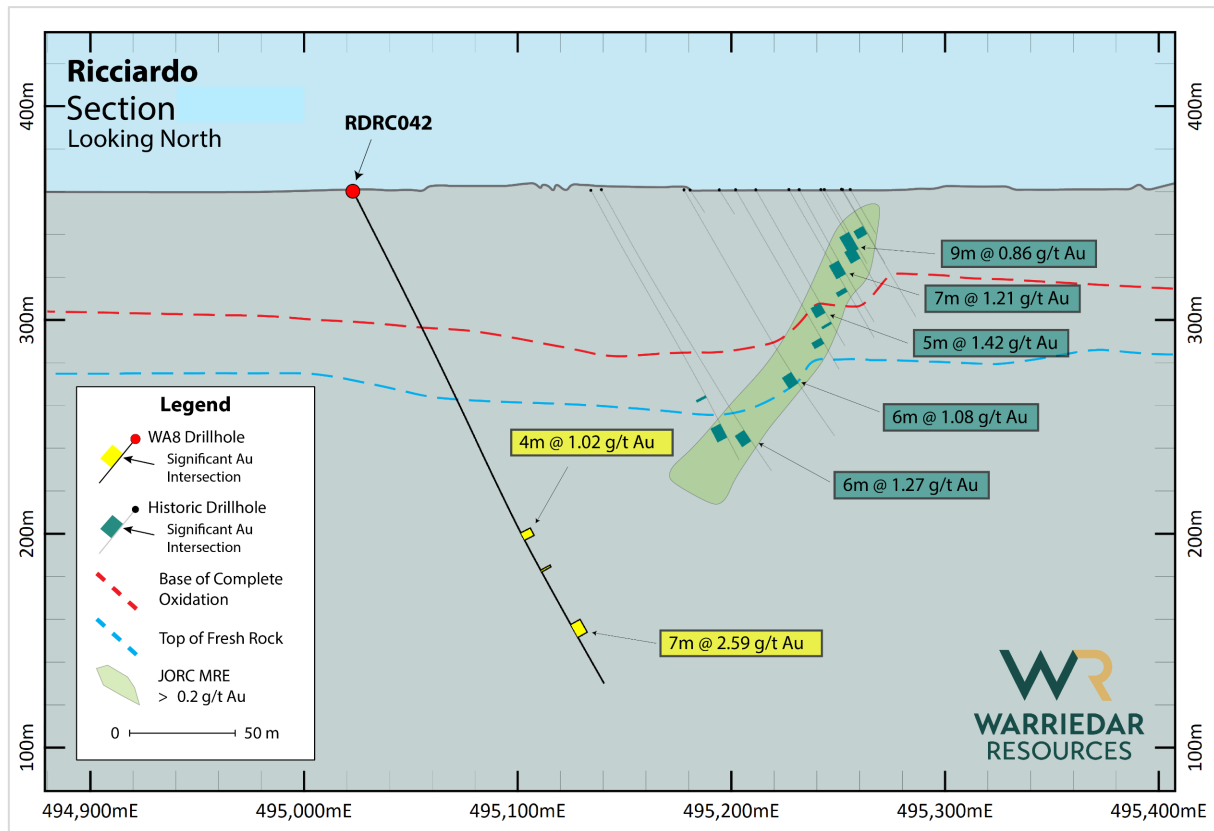 Ricciardo
Section
Looking North
RDRC042
400m
300m
200m
100m
400m
300m
200m
100m
9m @ 0.86 g/t Au
7m @ 1.21 g/t Au
5m @ 1.42 g/t Au
6m @ 1.08 g/t Au
6m @ 1.27 g/t Au
4m @ 1.02 g/t Au
7m @ 2.59 g/t Au
Legend
WA8 Drillhole
Significant Au
Intersection
Historic Drillhole
Significant Au
Intersection
Base of Complete
Oxidation
Top of Fresh Rock
JORC MRE
> 0.2 g/t Au
0 50 m
WR
WARRIEDAR
RESOURCES
494,900mE 495,000mE 495,100mE 495,200mE 495,300mE 495,400mE